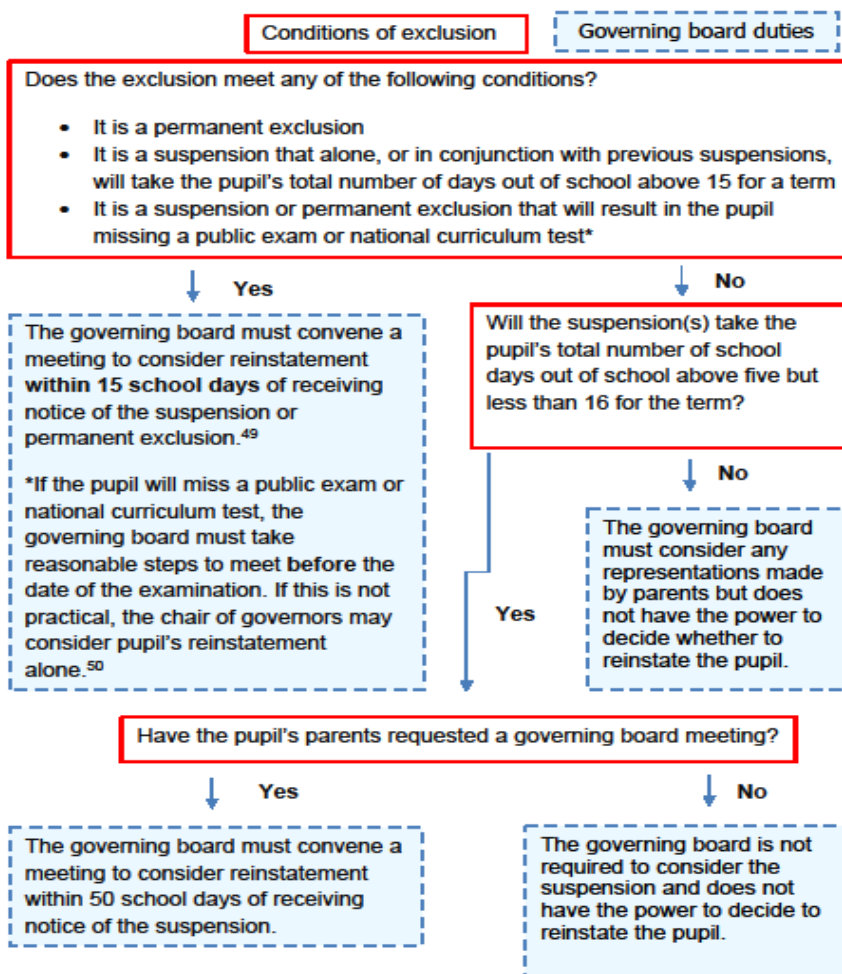 Conditions of exclusion
Governing board duties
Does the exclusion meet any of the following conditions?
• It is a permanent exclusion
• It is a suspension that alone, or in conjunction with previous suspensions,
will take the pupil's total number of days out of school above 15 for a term
• It is a suspension or permanent exclusion that will result in the pupil
missing a public exam or national curriculum test*
Yes
No
The governing board must convene a
meeting to consider reinstatement
within 15 school days of receiving
notice of the suspension or
permanent exclusion.⁴⁹
*If the pupil will miss a public exam or
national curriculum test, the
governing board must take
reasonable steps to meet before the
date of the examination. If this is not
practical, the chair of governors may
consider pupil's reinstatement
alone.⁵⁰
Will the suspension(s) take the
pupil's total number of school
days out of school above five but
less than 16 for the term?
No
The governing board
must consider any
representations made
by parents but does
not have the power to
decide whether to
reinstate the pupil.
Yes
Have the pupil's parents requested a governing board meeting?
Yes
No
The governing board must convene a
meeting to consider reinstatement
within 50 school days of receiving
notice of the suspension.
The governing board is not
required to consider the
suspension and does not
have the power to decide to
reinstate the pupil.